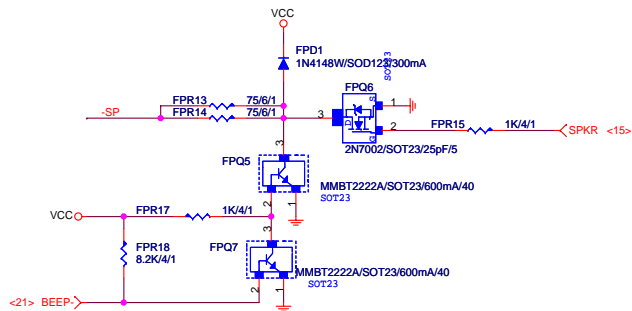 VCC
FPD1
1N4148W/SOD123/300mA
SOT23
FPR13 75/6/1
FPQ6
-SP
FPR14 75/6/1
3
D
S
G
1
2
FPR15 1K/4/1
SPKR <15>
2N7002/SOT23/25pF/5
3
FPQ5
MMBT2222A/SOT23/600mA/40
SOT23
2
1
VCC
FPR17 1K/4/1
3
FPR18
8.2K/4/1
FPQ7
MMBT2222A/SOT23/600mA/40
SOT23
2
1
<21> BEEP-